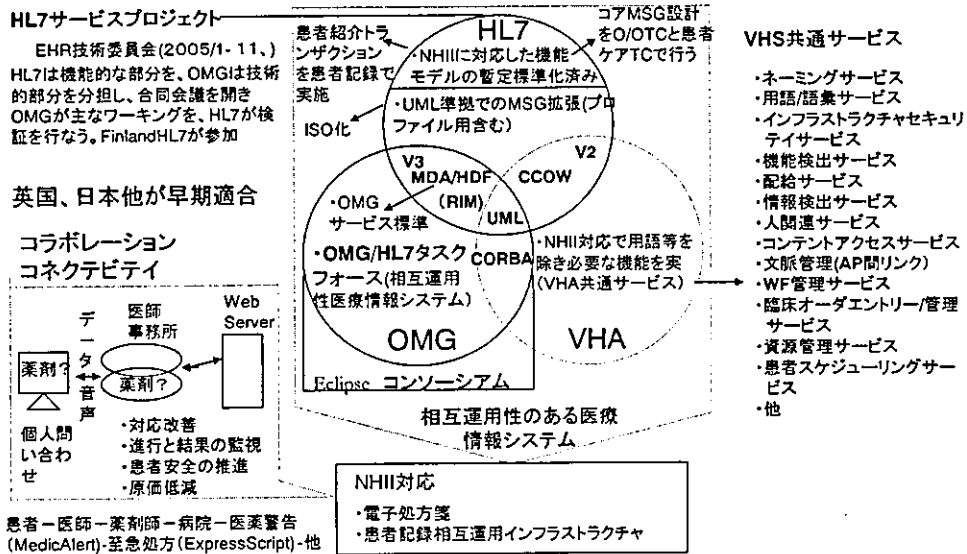 HL7サービスプロジェクト
EHR技術委員会(2005/1- 11、)
HL7は機能的な部分を、OMGは技術
的部分を分担し、合同会議を開き
OMGが主なワーキングを、HL7が検
証を行なう。FinlandHL7が参加
英国、日本他が早期適合
コラボレーション
コネクテビティ
データ
音声
医師
事務所
Web
Server
薬剤?
薬剤?
個人問
い合わ
せ
・対応改善
・進行と結果の監視
・患者安全の推進
・原価低減
患者ー医師ー薬剤師ー病院ー医薬警告
(MedicAlert)-至急処方(ExpressScript)-他
患者紹介トラ
ンザクション
を患者記録で
実施
ISO化
HL7
・NHIIに対応した機能
モデルの暫定標準化済み
・UML準拠でのMSG拡張(プロ
ファイル用含む)
コアMSG設計
をO/OTCと患者
ケアTCで行う
V3
MDA/HDF
(RIM)
V2
CCOW
UML
CORBA
・OMG
サービス標準
・OMG/HL7タスク
フォース(相互運用
性医療情報システム)
OMG
・NHII対応で用語等を
除き必要な機能を実
(VHA共通サービス)
VHA
Eclipse コンソーシアム
相互運用性のある医療
情報システム
NHII対応
・電子処方箋
・患者記録相互運用インフラストラクチャ
VHS共通サービス
・ネーミングサービス
・用語/語彙サービス
・インフラストラクチャセキュリ
テイサービス
・機能検出サービス
・配給サービス
・情報検出サービス
・人関連サービス
・コンテントアクセスサービス
・文脈管理(AP間リンク)
・WF管理サービス
・臨床オーダエントリー/管理
サービス
・資源管理サービス
・患者スケジューリングサー
ビス
・他